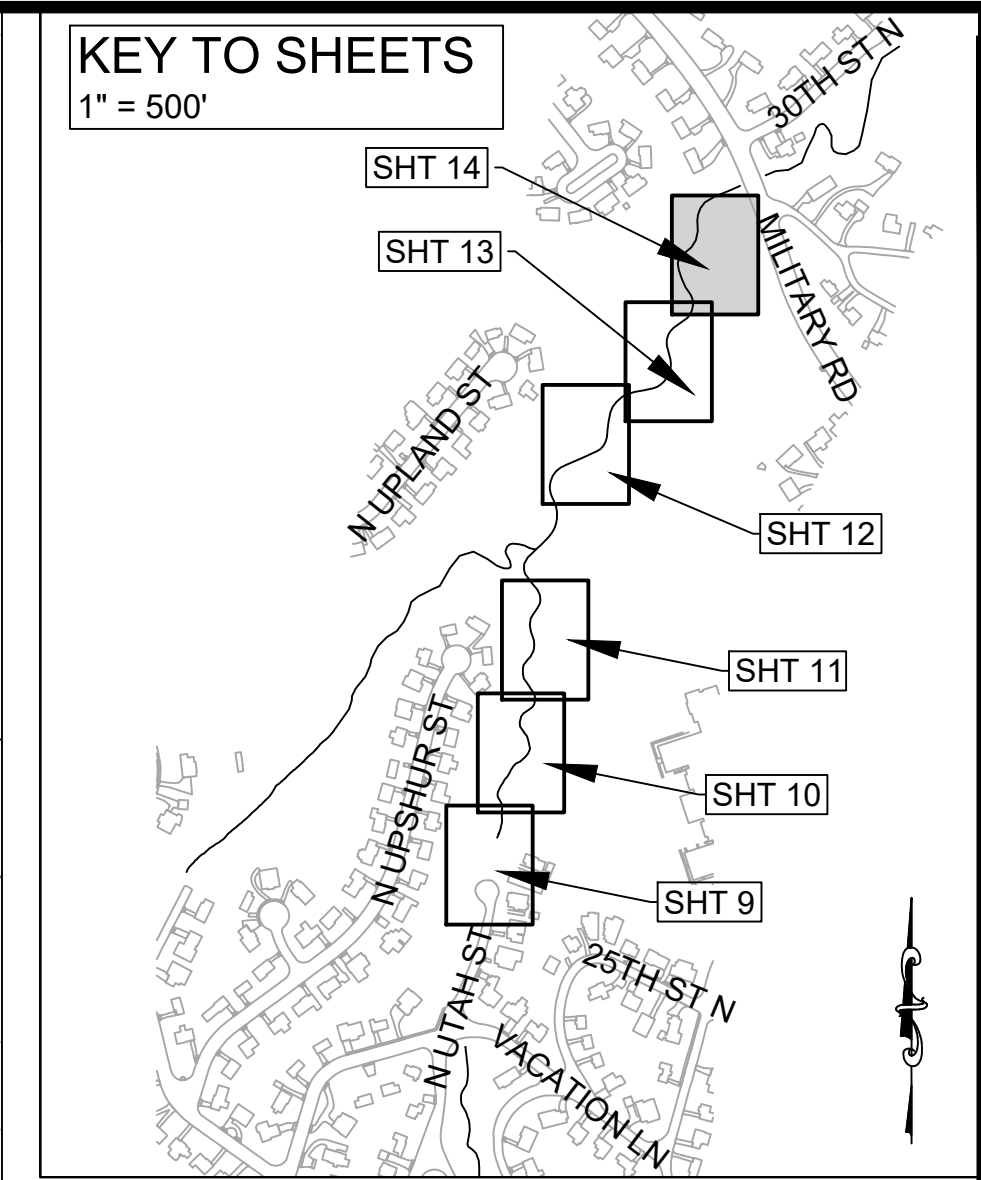 KEY TO SHEETS
1" = 500'
30TH ST N
SHT 14
SHT 13
MILITARY RD
N UPLAND ST
SHT 12
SHT 11
N UPSHUR ST
SHT 10
SHT 9
25TH ST N
N UTAH ST
VACATION LN